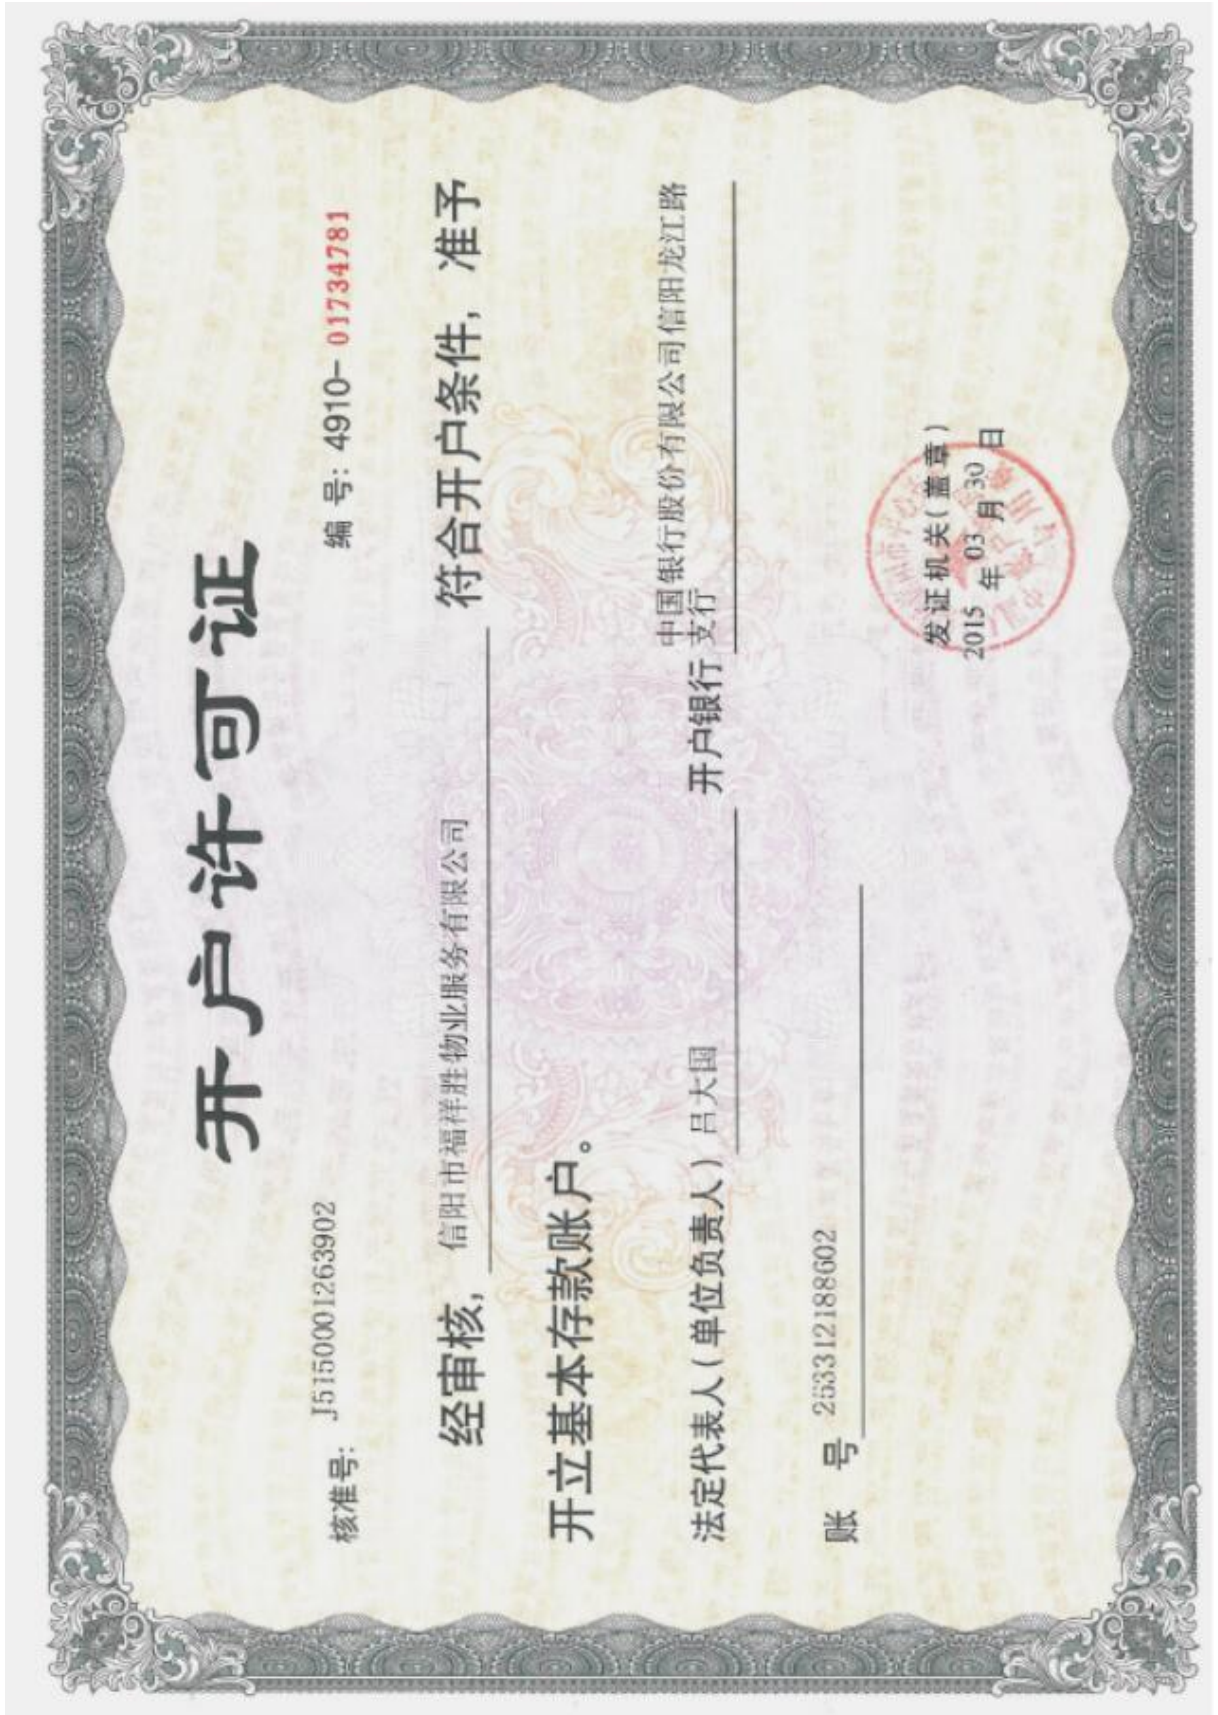 开户许可证
核准号: J5150001263902
编 号: 4910- 01734781
经审核, 信阳市福祥胜物业服务有限公司 符合开户条件, 准予
开立基本存款账户。
法定代表人(单位负责人) 吕大国
开户银行 中国银行股份有限公司信阳龙江路
支行
账 号 253312188602
发证机关(盖章)
2015 年 03 月 30 日